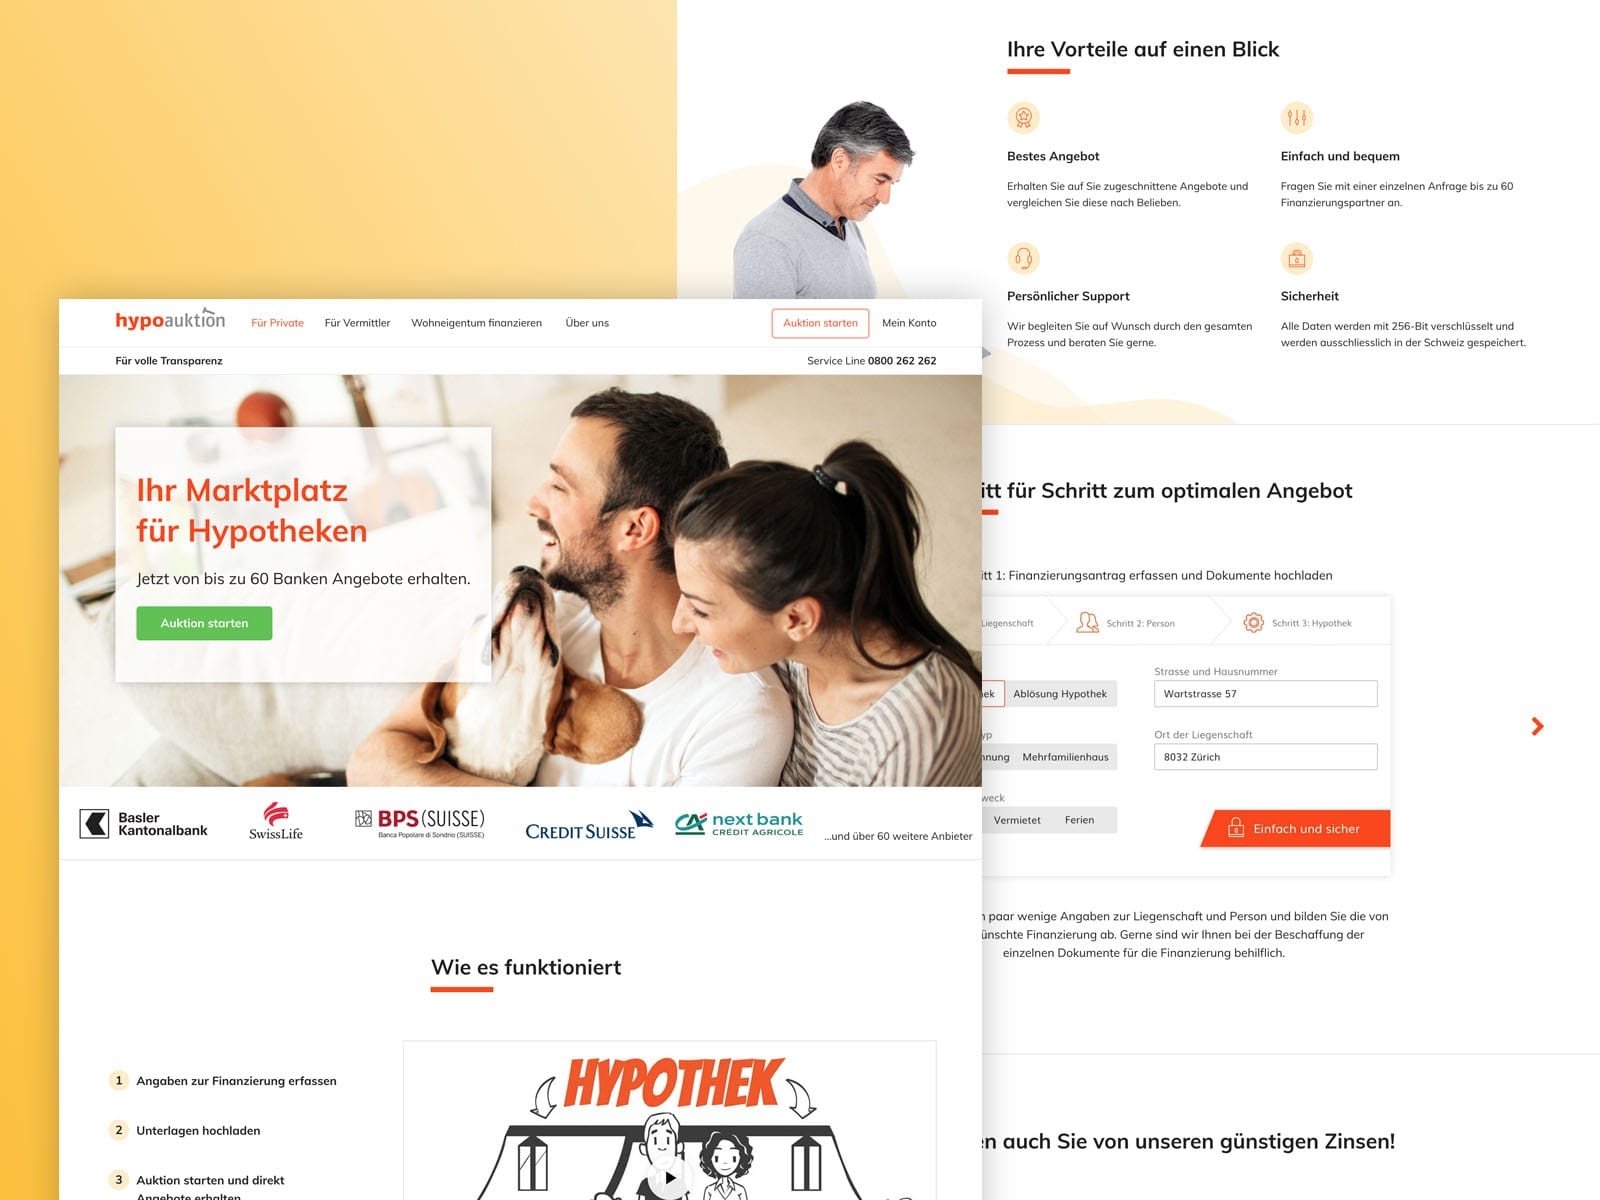 Ihre Vorteile auf einen Blick
Bestes Angebot
Erhalten Sie auf Sie zugeschnittene Angebote und
vergleichen Sie diese nach Belieben.
Einfach und bequem
Fragen Sie mit einer einzelnen Anfrage bis zu 60
Finanzierungspartner an.
Persönlicher Support
Wir begleiten Sie auf Wunsch durch den gesamten
Prozess und beraten Sie gerne.
Sicherheit
Alle Daten werden mit 256-Bit verschlüsselt und
werden ausschliesslich in der Schweiz gespeichert.
hypoauktion
Für Private
Für Vermittler
Wohneigentum finanzieren
Über uns
Auktion starten
Mein Konto
Für volle Transparenz
Service Line 0800 262 262
Ihr Marktplatz
für Hypotheken
Jetzt von bis zu 60 Banken Angebote erhalten.
Auktion starten
Basler
Kantonalbank
SwissLife
BPS (SUISSE)
Banca Popolare di Sondrio (SUISSE)
CREDIT SUISSE
CA
next bank
CRÉDIT AGRICOLE
...und über 60 weitere Anbieter
Wie es funktioniert
1 Angaben zur Finanzierung erfassen
2 Unterlagen hochladen
3 Auktion starten und direkt
Angebote erhalten
HYPOTHEK
für Schritt zum optimalen Angebot
1: Finanzierungsantrag erfassen und Dokumente hochladen
Liegenschaft
Schritt 2: Person
Schritt 3: Hypothek
Ablösung Hypothek
Strasse und Hausnummer
Wartstrasse 57
Mehrfamilienhaus
Ort der Liegenschaft
8032 Zürich
Vermietet
Ferien
Einfach und sicher
paar wenige Angaben zur Liegenschaft und Person und bilden Sie die von
Finanzierung ab. Gerne sind wir Ihnen bei der Beschaffung der
einzelnen Dokumente für die Finanzierung behilflich.
auch Sie von unseren günstigen Zinsen!